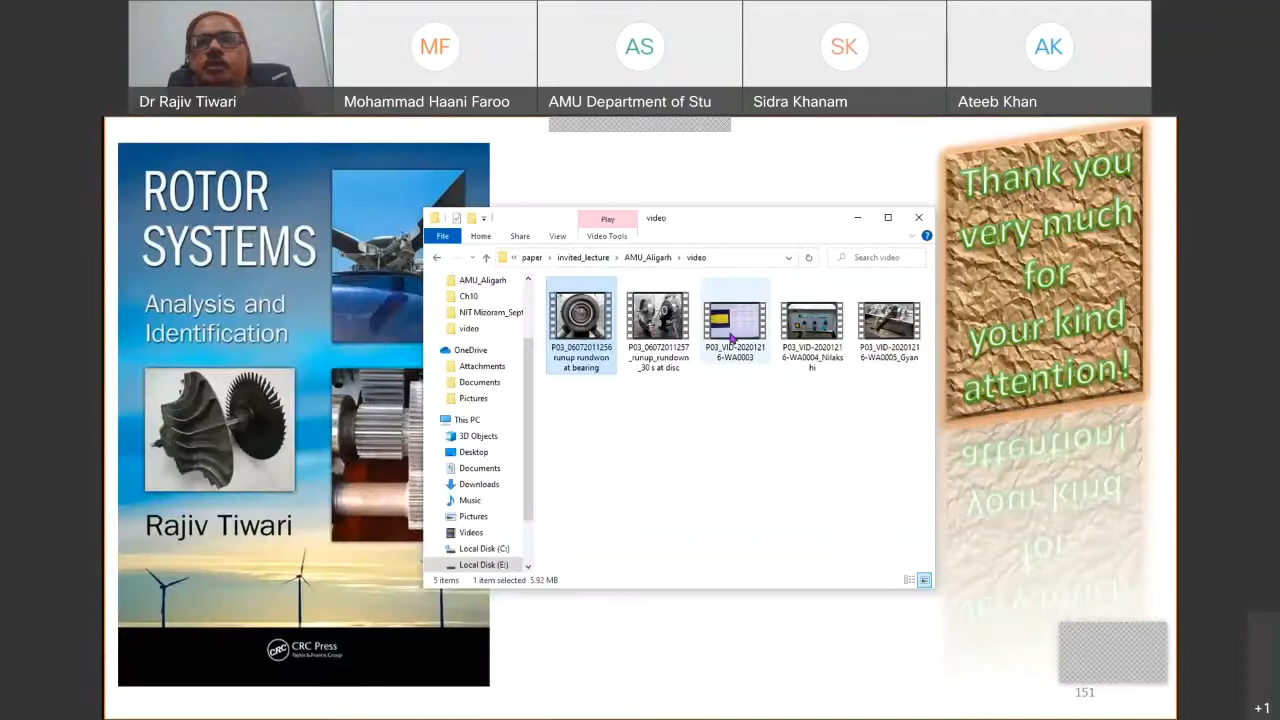 MF
AS
SK
AK
Dr Rajiv Tiwari
Mohammad Haani Faroo
AMU Department of Stu
Sidra Khanam
Ateeb Khan
ROTOR
SYSTEMS
Analysis and
Identification
Rajiv Tiwari
CRC
CRC Press
Taylor & Francis Group
Play
video
File
Home
Share
View
Video Tools
paper
invited_lecture
AMU_Aligarh
video
Search video
AMU_Aligarh
Ch10
NIT Mizoram_Sept
video
OneDrive
Attachments
Documents
Pictures
This PC
3D Objects
Desktop
Documents
Downloads
Music
Pictures
Videos
Local Disk (C:)
Local Disk (E:)
P03_06072011256
runup rundwon
at bearing
P03_06072011257
_runup_rundown
_30 s at disc
P03_VID-2020121
6-WA0003
P03_VID-2020121
6-WA0004_Nilaks
hi
P03_VID-2020121
6-WA0005_Gyan
5 items
1 item selected
5.92 MB
Thank you
very much
for
your kind
attention!
151
+1